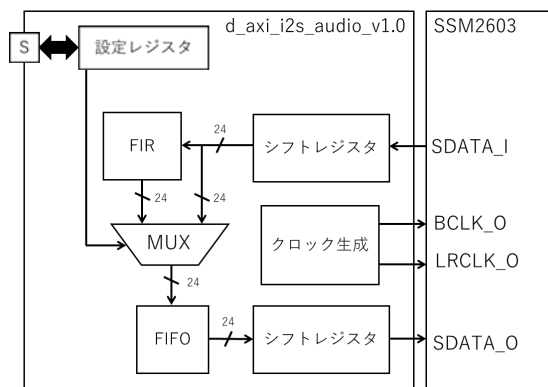 d_axi_i2s_audio_v1.0
SSM2603
S
設定レジスタ
24
FIR
シフトレジスタ
SDATA_I
24
24
MUX
クロック生成
BCLK_O
LRCLK_O
24
24
FIFO
シフトレジスタ
SDATA_O